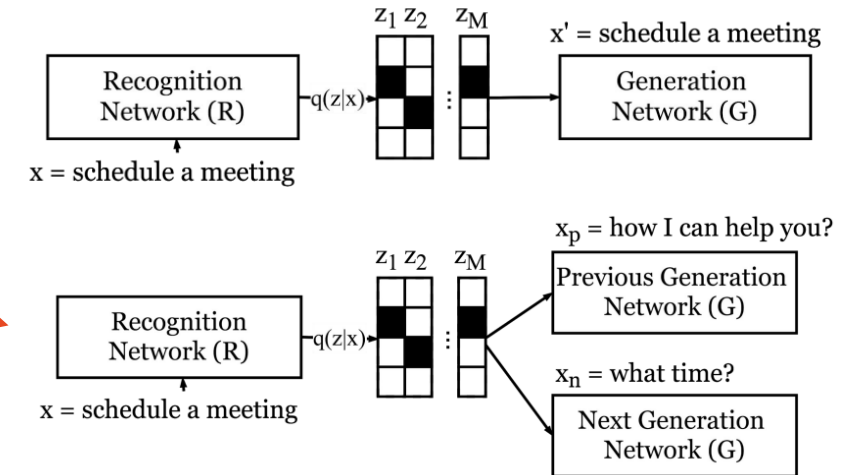 z1 z2 zM
x' = schedule a meeting
Recognition
Network (R)
q(z|x)
Generation
Network (G)
x = schedule a meeting
xp = how I can help you?
z1 z2 zM
Previous Generation
Network (G)
Recognition
Network (R)
q(z|x)
xn = what time?
x = schedule a meeting
Next Generation
Network (G)